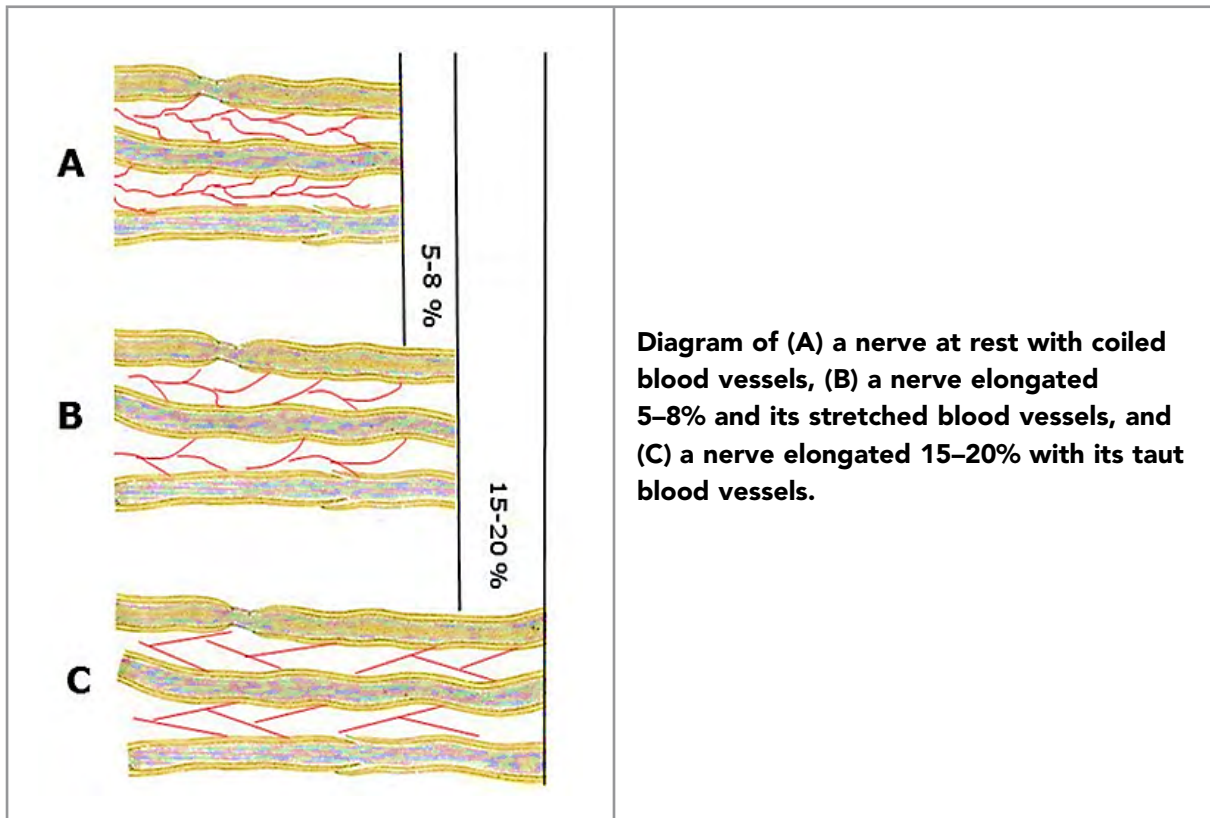 A
5-8 %
B
15-20 %
C
Diagram of (A) a nerve at rest with coiled
blood vessels, (B) a nerve elongated
5–8% and its stretched blood vessels, and
(C) a nerve elongated 15–20% with its taut
blood vessels.